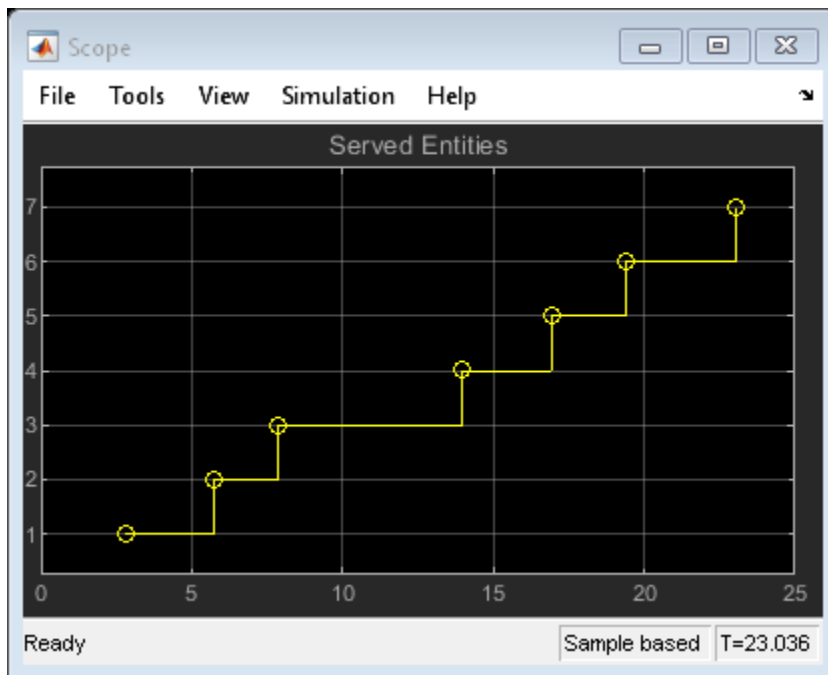 Scope
File Tools View Simulation Help
Served Entities
7
6
5
4
3
2
1
0 5 10 15 20 25
Ready Sample based T=23.036